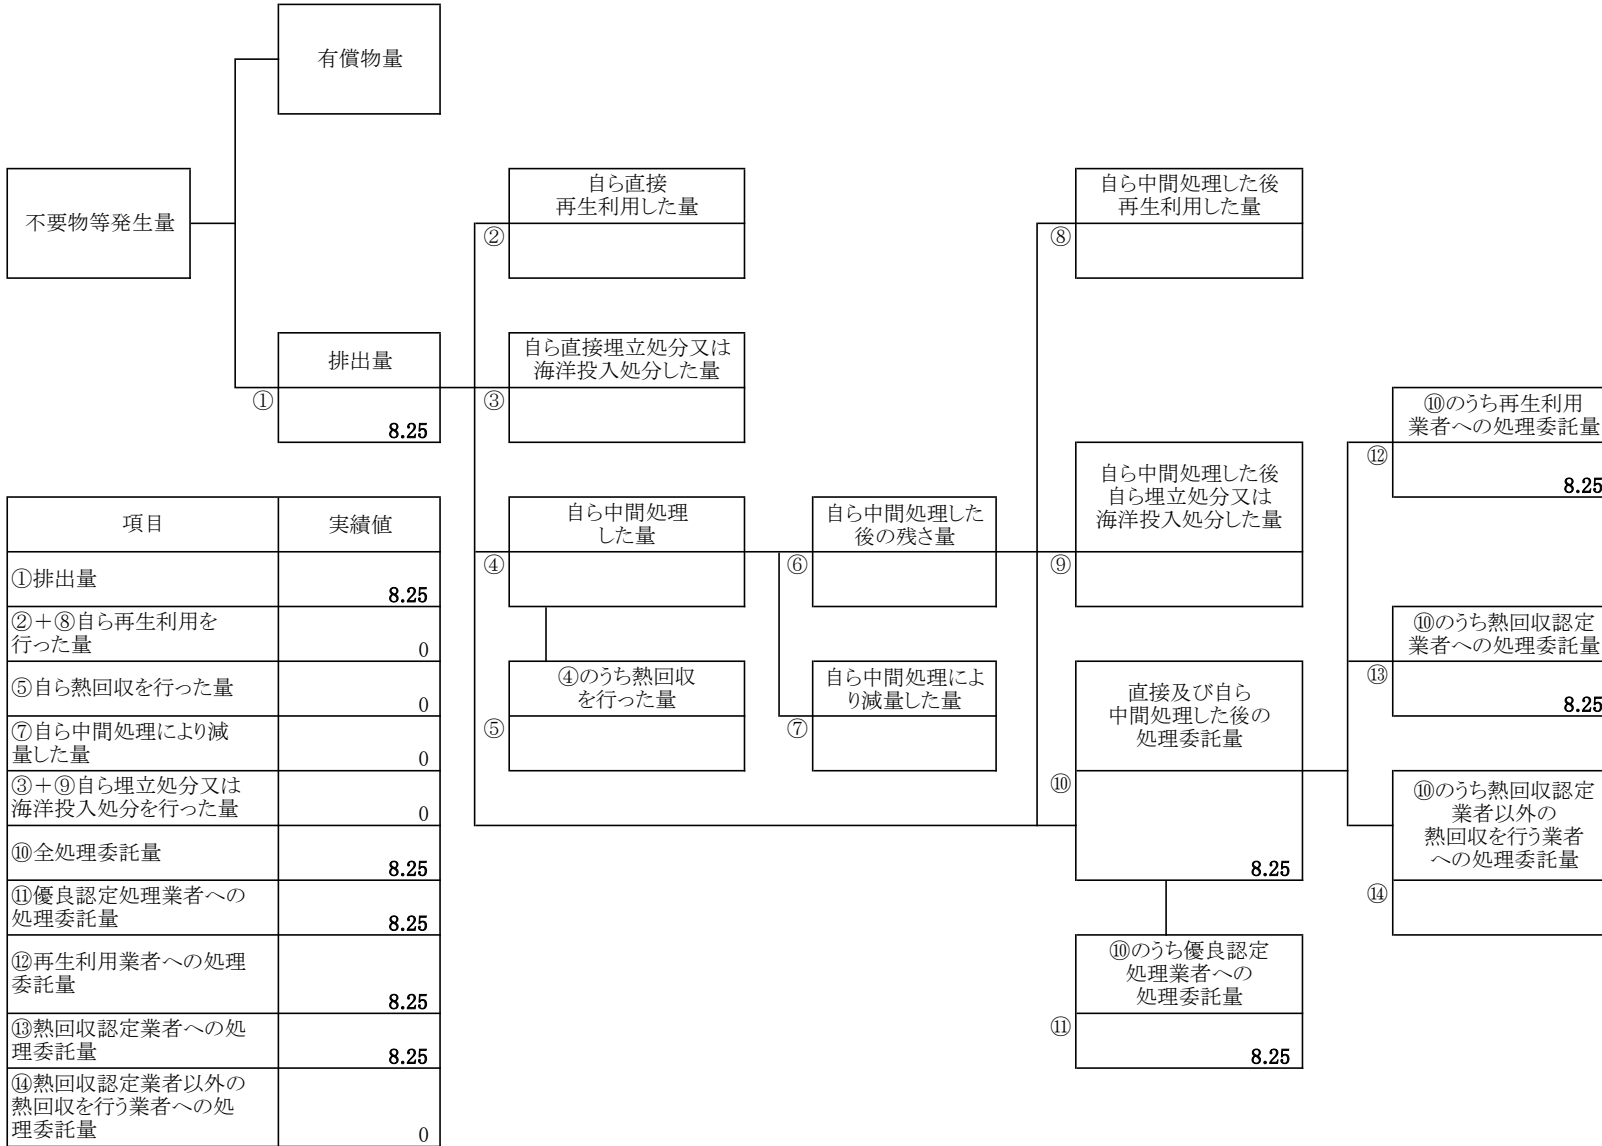 有償物量
不要物等発生量
自ら直接
再生利用した量
②
自ら中間処理した後
再生利用した量
⑧
排出量
①
8.25
自ら直接埋立処分又は
海洋投入処分した量
③
⑩のうち再生利用
業者への処理委託量
⑫
8.25
自ら中間処理
した量
④
自ら中間処理した
後の残さ量
⑥
自ら中間処理した後
自ら埋立処分又は
海洋投入処分した量
⑨
⑩のうち熱回収認定
業者への処理委託量
⑬
8.25
④のうち熱回収
を行った量
⑤
自ら中間処理によ
り減量した量
⑦
直接及び自ら
中間処理した後の
処理委託量
⑩
8.25
⑩のうち熱回収認定
業者以外の
熱回収を行う業者
への処理委託量
⑭
⑩のうち優良認定
処理業者への
処理委託量
⑪
8.25
項目 実績値
①排出量 8.25
②+⑧自ら再生利用を
行った量 0
⑤自ら熱回収を行った量 0
⑦自ら中間処理により減
量した量 0
③+⑨自ら埋立処分又は
海洋投入処分を行った量 0
⑩全処理委託量 8.25
⑪優良認定処理業者への
処理委託量 8.25
⑫再生利用業者への処理
委託量 8.25
⑬熱回収認定業者への処
理委託量 8.25
⑭熱回収認定業者以外の
熱回収を行う業者への処
理委託量 0